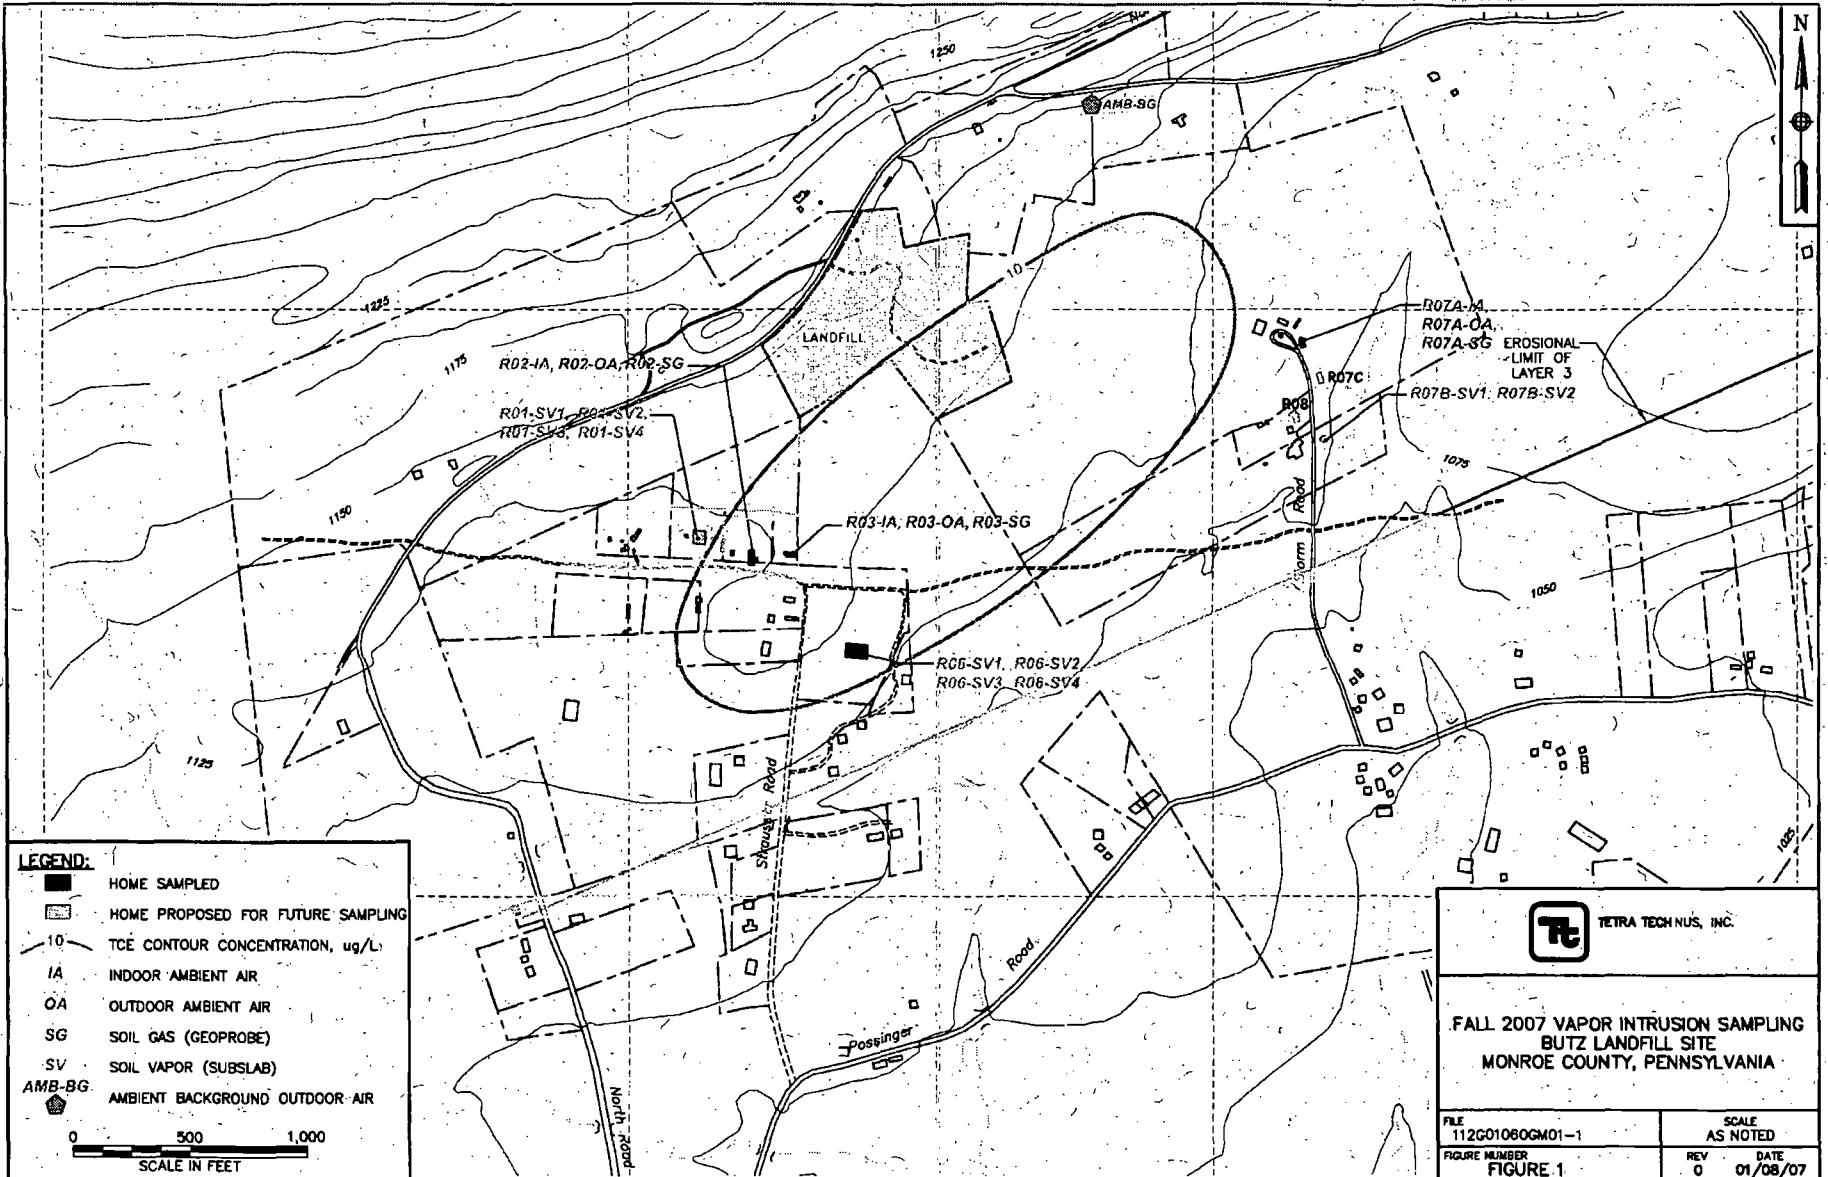 N
1250
AMB-BG
10
1225
LANDFILL
R07A-IA,
R07A-OA,
R07A-SG
EROSIONAL
LIMIT OF
LAYER 3
1175
R02-IA, R02-OA, R02-SG
R07C
R07B-SV1, R07B-SV2
R08
R01-SV1, R01-SV2,
R01-SV3, R01-SV4
1075
1150
R03-IA, R03-OA, R03-SG
Road
1050
R06-SV1, R06-SV2
R06-SV3, R06-SV4
1125
Strausser Road
1025
Road
Possinger
North Road
LEGEND:
HOME SAMPLED
HOME PROPOSED FOR FUTURE SAMPLING
10 TCE CONTOUR CONCENTRATION, ug/L
IA INDOOR AMBIENT AIR
OA OUTDOOR AMBIENT AIR
SG SOIL GAS (GEOPROBE)
SV SOIL VAPOR (SUBSLAB)
AMB-BG AMBIENT BACKGROUND OUTDOOR AIR
0 500 1,000
SCALE IN FEET
Tt
TETRA TECH NUS, INC.
FALL 2007 VAPOR INTRUSION SAMPLING
BUTZ LANDFILL SITE
MONROE COUNTY, PENNSYLVANIA
FILE
112G01060GM01-1
SCALE
AS NOTED
FIGURE NUMBER
FIGURE 1
REV
0
DATE
01/08/07